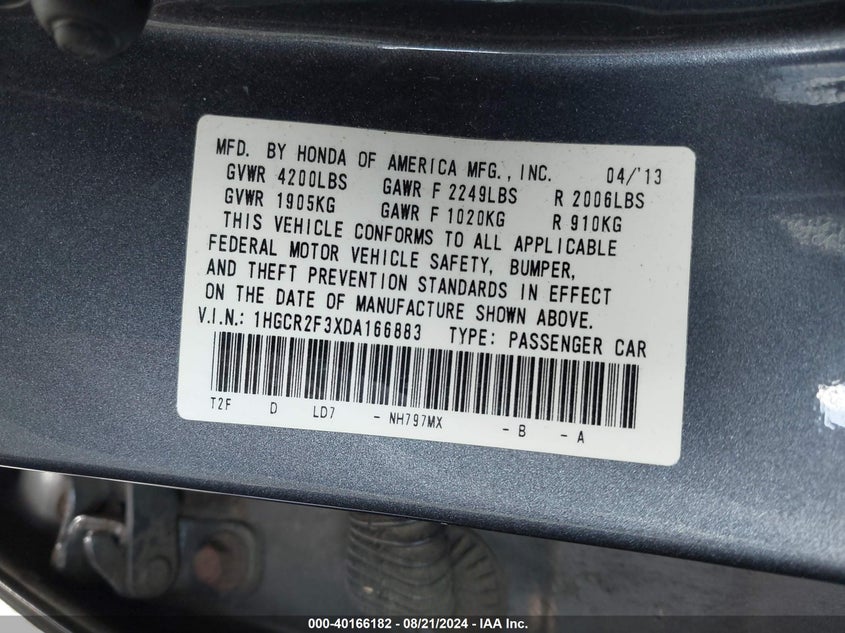 MFD. BY HONDA OF AMERICA MFG., INC. 04/'13
GVWR 4200LBS GAWR F 2249LBS R 2006LBS
GVWR 1905KG GAWR F 1020KG R 910KG
THIS VEHICLE CONFORMS TO ALL APPLICABLE
FEDERAL MOTOR VEHICLE SAFETY, BUMPER,
AND THEFT PREVENTION STANDARDS IN EFFECT
ON THE DATE OF MANUFACTURE SHOWN ABOVE.
V.I.N.: 1HGCR2F3XDA166883 TYPE: PASSENGER CAR
T2F D LD7 - NH797MX - B - A
000-40166182 - 08/21/2024 - IAA Inc.